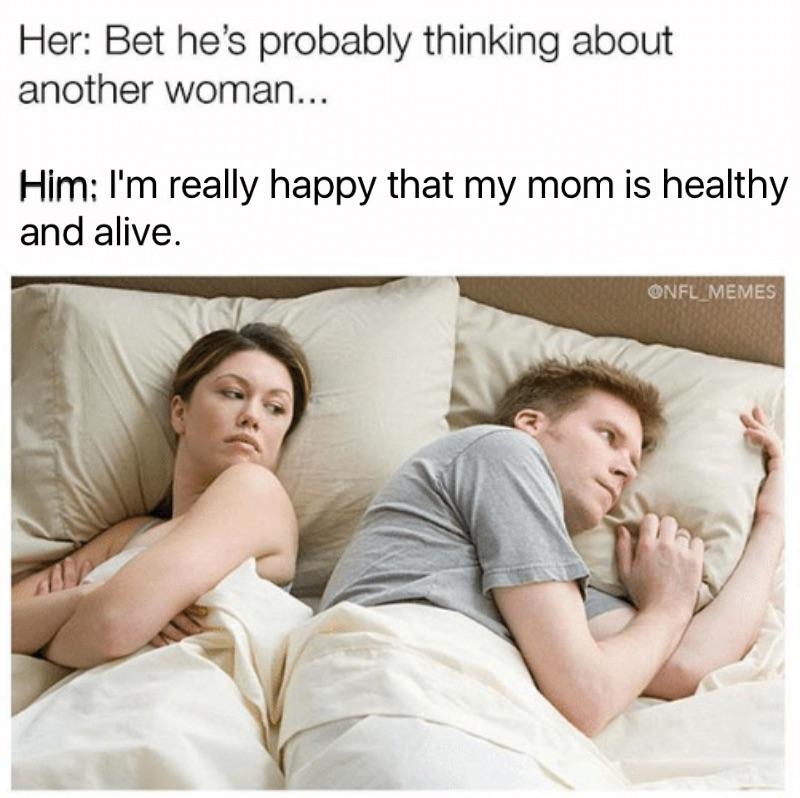 Her: Bet he's probably thinking about
another woman...
Him: I'm really happy that my mom is healthy
and alive.
@NFL_MEMES